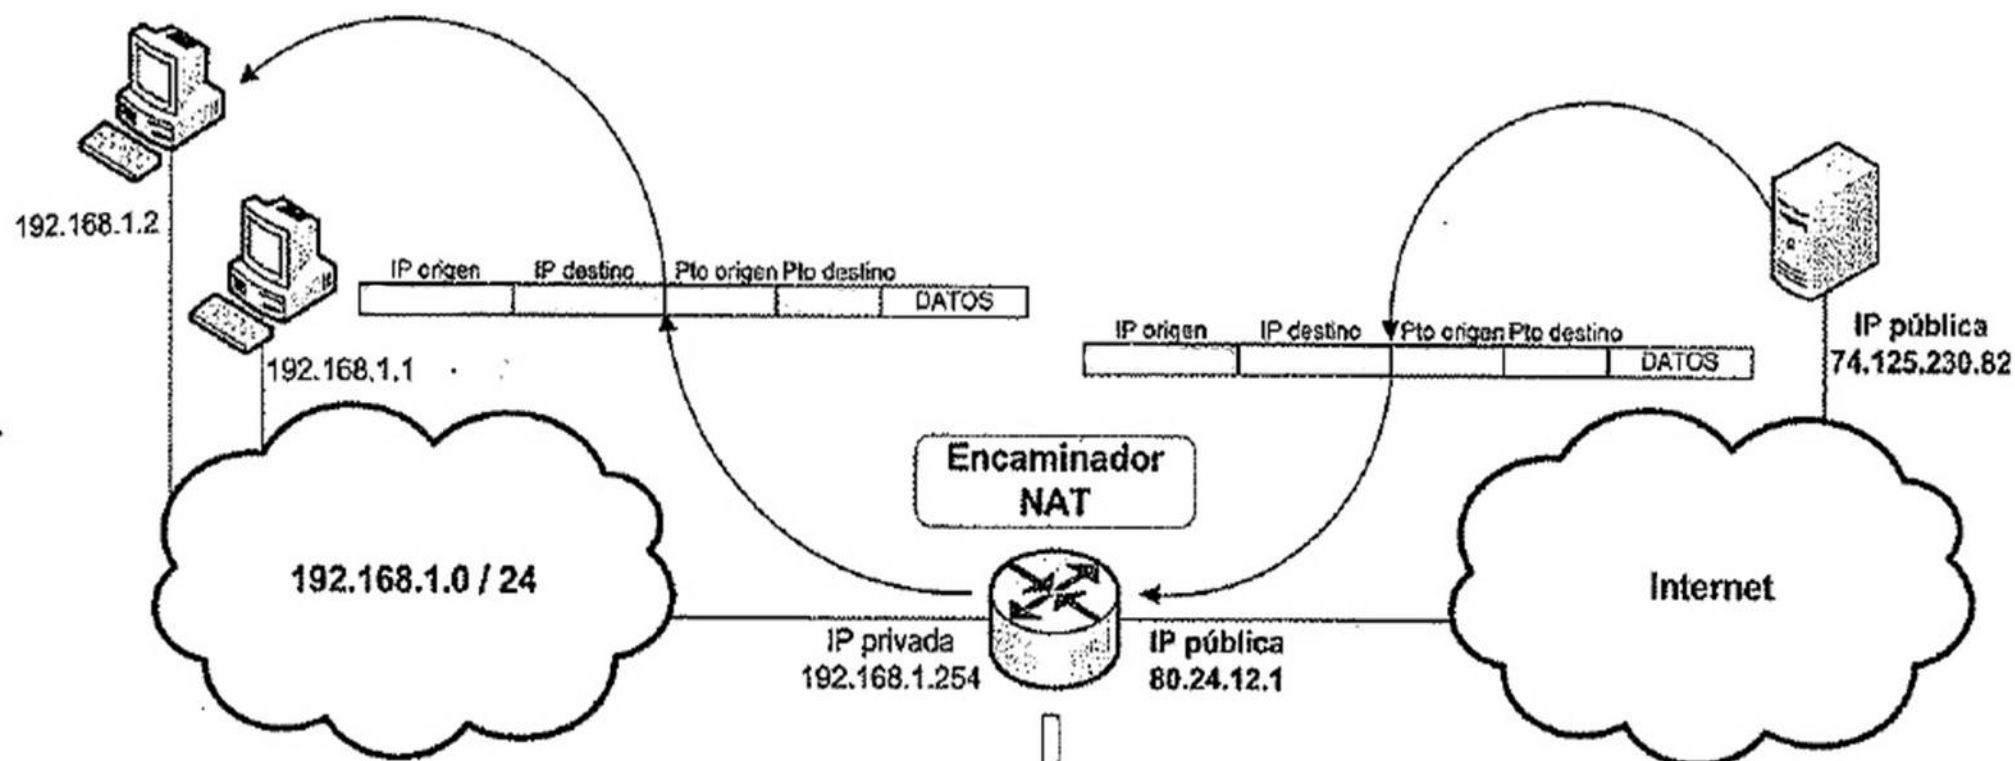 192.168.1.2
192.168.1.1
IP origen IP destino Pto origen Pto destino
DATOS
IP origen IP destino Pto origen Pto destino
DATOS
IP pública
74.125.230.82
Encaminador
NAT
192.168.1.0 / 24
Internet
IP privada
192.168.1.254
IP pública
80.24.12.1